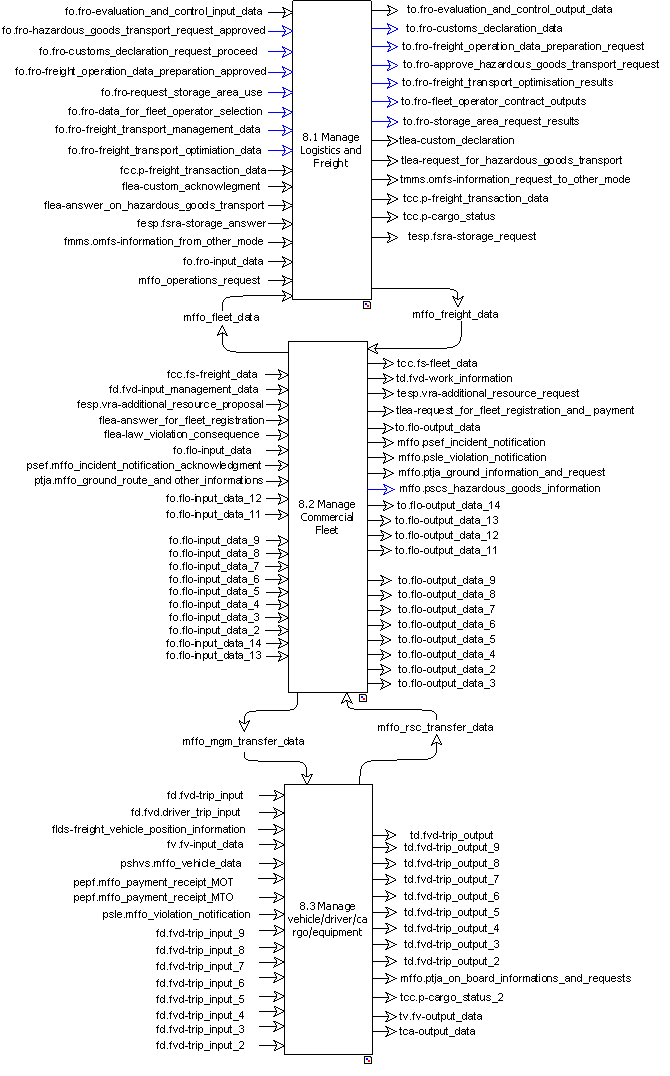 fo.fro-evaluation_and_control_input_data
fo.fro-hazardous_goods_transport_request_approved
fo.fro-customs_declaration_request_proceed
fo.fro-freight_operation_data_preparation_approved
fo.fro-request_storage_area_use
fo.fro-data_for_fleet_operator_selection
fo.fro-freight_transport_management_data
fo.fro-freight_transport_optimiation_data
fcc.p-freight_transaction_data
flea-custom_acknowlegment
flea-answer_on_hazardous_goods_transport
fesp.fsra-storage_answer
fmms.omfs-information_from_other_mode
fo.fro-input_data
mffo_operations_request
8.1 Manage
Logistics and
Freight
to.fro-evaluation_and_control_output_data
to.fro-customs_declaration_data
to.fro-freight_operation_data_preparation_request
to.fro-approve_hazardous_goods_transport_request
to.fro-freight_transport_optimisation_results
to.fro-fleet_operator_contract_outputs
to.fro-storage_area_request_results
tlea-custom_declaration
tlea-request_for_hazardous_goods_transport
tmms.omfs-information_request_to_other_mode
tcc.p-freight_transaction_data
tcc.p-cargo_status
tesp.fsra-storage_request
mffo_fleet_data
mffo_freight_data
fcc.fs-freight_data
fd.fvd-input_management_data
fesp.vra-additional_resource_proposal
flea-answer_for_fleet_registration
flea-law_violation_consequence
fo.flo-input_data
psef.mffo_incident_notification_acknowledgment
ptja.mffo_ground_route_and other_informations
fo.flo-input_data_12
fo.flo-input_data_11
fo.flo-input_data_9
fo.flo-input_data_8
fo.flo-input_data_7
fo.flo-input_data_6
fo.flo-input_data_5
fo.flo-input_data_4
fo.flo-input_data_3
fo.flo-input_data_2
fo.flo-input_data_14
fo.flo-input_data_13
8.2 Manage
Commercial
Fleet
tcc.fs-fleet_data
td.fvd-work_information
tesp.vra-additional_resource_request
tlea-request_for_fleet_registration_and_ payment
to.flo-output_data
mffo.psef_incident_notification
mffo.psle_violation_notification
mffo.ptja_ground_information_and_request
mffo.pscs_hazardous_goods_information
to.flo-output_data_14
to.flo-output_data_13
to.flo-output_data_12
to.flo-output_data_11
to.flo-output_data_9
to.flo-output_data_8
to.flo-output_data_7
to.flo-output_data_6
to.flo-output_data_5
to.flo-output_data_4
to.flo-output_data_2
to.flo-output_data_3
mffo_mgm_transfer_data
mffo_rsc_transfer_data
fd.fvd-trip_input
fd.fvd.driver_trip_input
flds-freight_vehicle_position_information
fv.fv-input_data
pshvs.mffo_vehicle_data
pepf.mffo_payment_receipt_MOT
pepf.mffo_payment_receipt_MTO
psle.mffo_violation_notification
fd.fvd-trip_input_9
fd.fvd-trip_input_8
fd.fvd-trip_input_7
fd.fvd-trip_input_6
fd.fvd-trip_input_5
fd.fvd-trip_input_4
fd.fvd-trip_input_3
fd.fvd-trip_input_2
8.3 Manage
vehicle/driver/ca
rgo/equipment
td.fvd-trip_output
td.fvd-trip_output_9
td.fvd-trip_output_8
td.fvd-trip_output_7
td.fvd-trip_output_6
td.fvd-trip_output_5
td.fvd-trip_output_4
td.fvd-trip_output_3
td.fvd-trip_output_2
mffo.ptja_on_board_informations_and_requests
tcc.p-cargo_status_2
tv.fv-output_data
tca-output_data